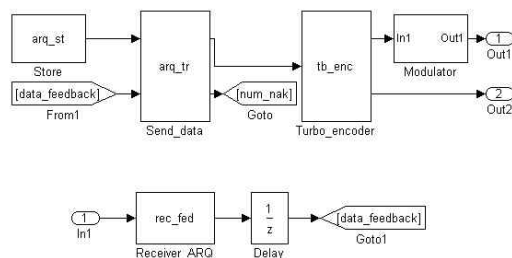 arq_st
Store
[data_feedback]
From1
arq_tr
Send_data
[num_nak]
Goto
tb_enc
Turbo_encoder
In1 Out1
Modulator
1
Out1
2
Out2
1
In1
rec_fed
Receiver_ARQ
1
z
Delay
[data_feedback]
Goto1